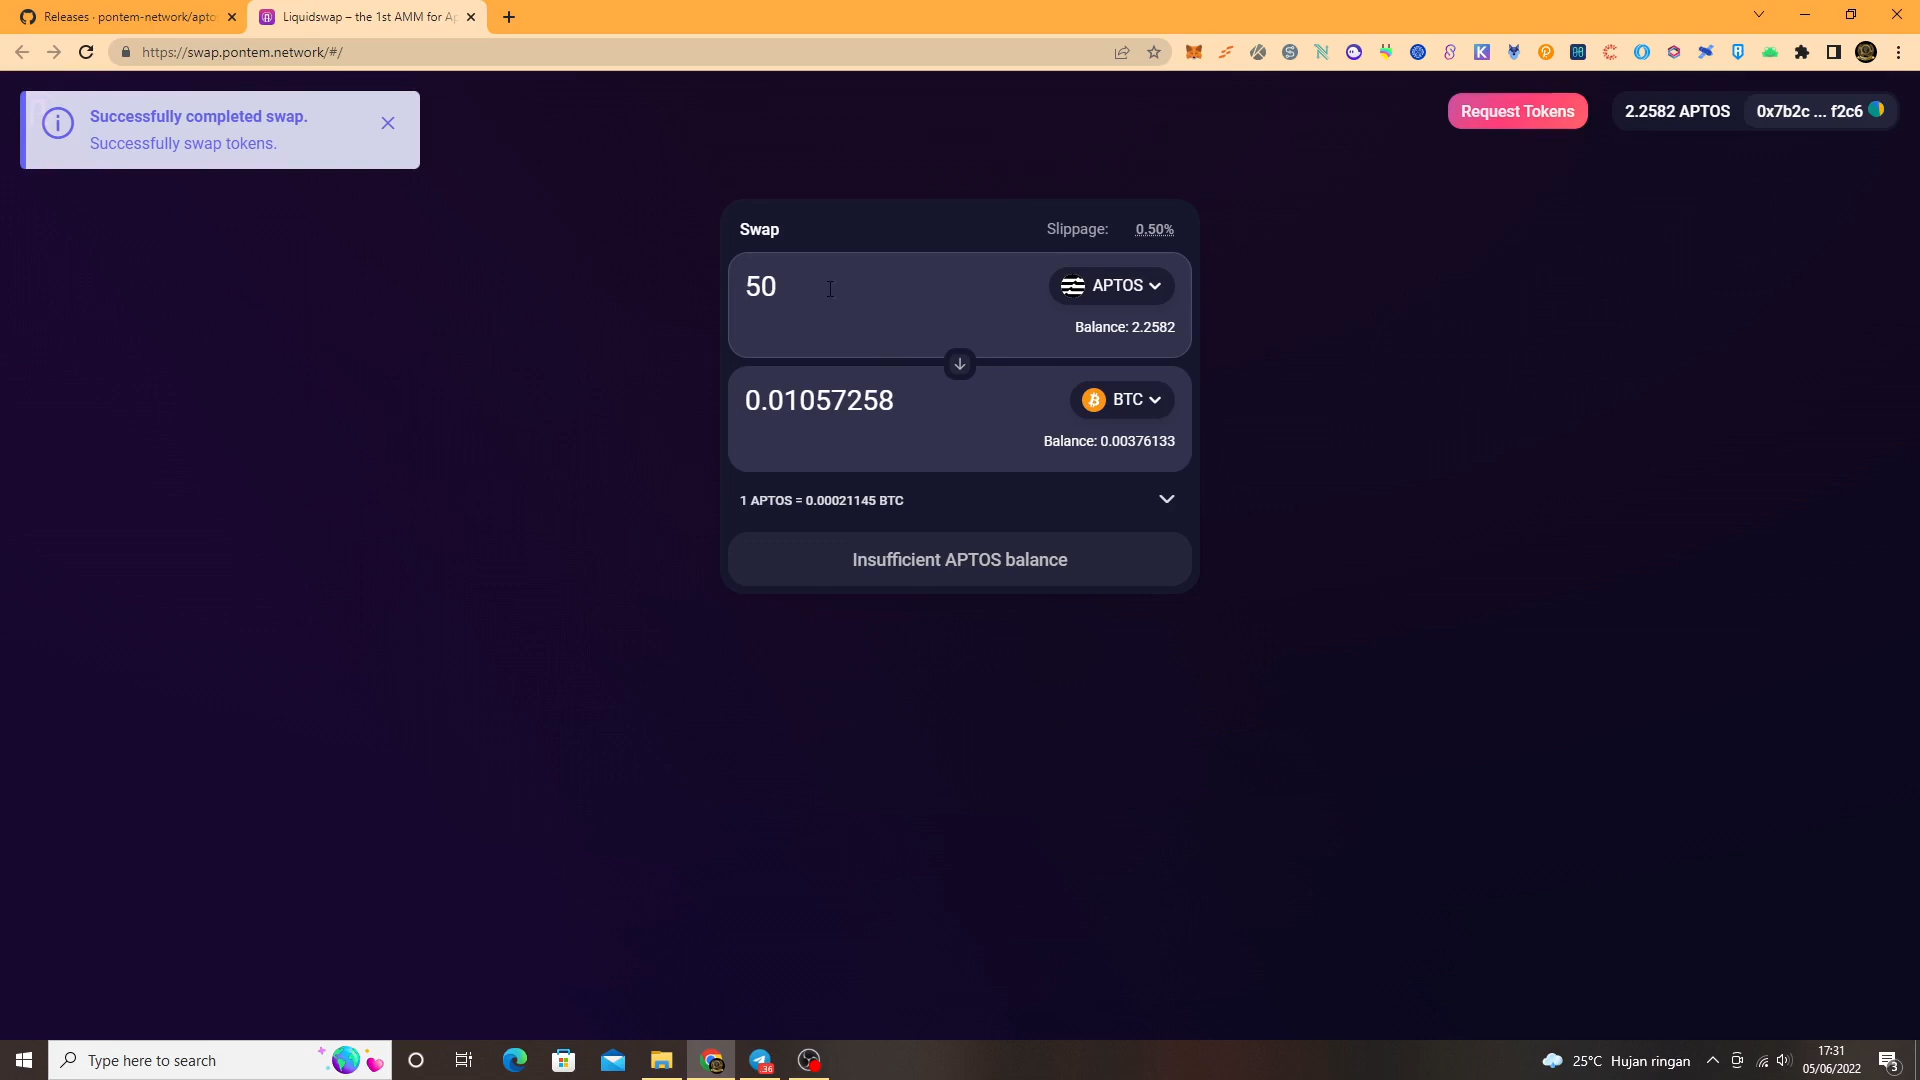 Releases · pontem-network/apto
Liquidswap – the 1st AMM for Ap
https://swap.pontem.network/#/
Successfully completed swap.
Successfully swap tokens.
Request Tokens
2.2582 APTOS
0x7b2c ... f2c6
Swap
Slippage:
0.50%
50
APTOS
Balance: 2.2582
0.01057258
BTC
Balance: 0.00376133
1 APTOS = 0.00021145 BTC
Insufficient APTOS balance
Type here to search
.36
25°C Hujan ringan
17:31
05/06/2022
3